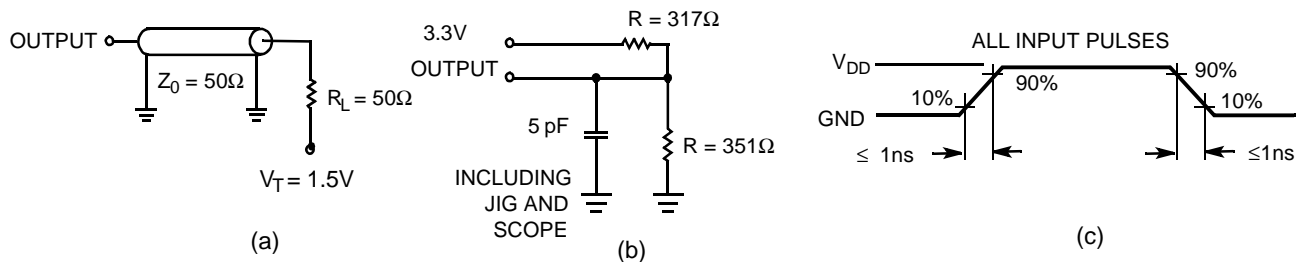 OUTPUT
Z0 = 50Ω
RL = 50Ω
VT = 1.5V
(a)
R = 317Ω
3.3V
OUTPUT
5 pF
R = 351Ω
INCLUDING
JIG AND
SCOPE
(b)
ALL INPUT PULSES
VDD
90%
90%
10%
10%
GND
≤ 1ns
≤1ns
(c)